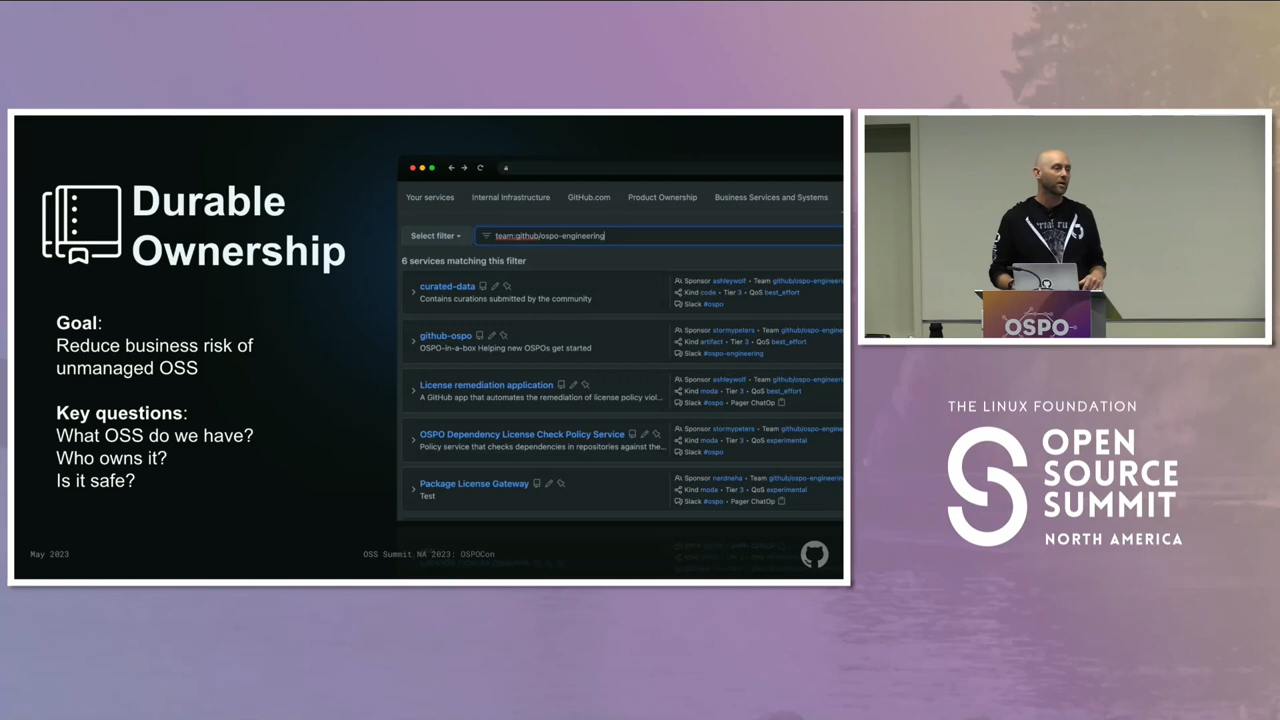 Durable
Ownership
Goal:
Reduce business risk of
unmanaged OSS
Key questions:
What OSS do we have?
Who owns it?
Is it safe?
Your services Internal Infrastructure GitHub.com Product Ownership Business Services and Systems
Select filter team:github/ospo-engineering
6 services matching this filter
curated-data
Contains curations submitted by the community
Sponsor ashleywolf • Team github/ospo-engineerin
Kind code • Tier 3 • QoS best_effort
Slack #ospo
github-ospo
OSPO-in-a-box Helping new OSPOs get started
Sponsor stormypeters • Team github/ospo-engine
Kind artifact • Tier 3 • QoS best_effort
Slack #ospo-engineering
License remediation application
A GitHub app that automates the remediation of license policy viol...
Sponsor ashleywolf • Team github/ospo-engineerin
Kind moda • Tier 3 • QoS best_effort
Slack #ospo • Pager ChatOp
OSPO Dependency License Check Policy Service
Policy service that checks dependencies in repositories against the...
Sponsor stormypeters • Team github/ospo-engine
Kind moda • Tier 3 • QoS experimental
Slack #ospo
Package License Gateway
Test
Sponsor nerdneha • Team github/ospo-engineering
Kind moda • Tier 3 • QoS experimental
Slack #ospo • Pager ChatOp
May 2023 OSS Summit NA 2023: OSPOCon
OSPO
THE LINUX FOUNDATION
OPEN
SOURCE
SUMMIT
NORTH AMERICA